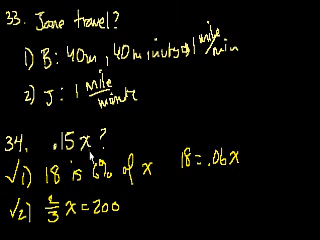 33. Jane travel?
1) B: 40m, 40 minutes 1 mile/min
2) J: 1 mile/minute
34. .15x?
√1) 18 is 6% of x 18 = .06x
√2) 2/3 x = 200